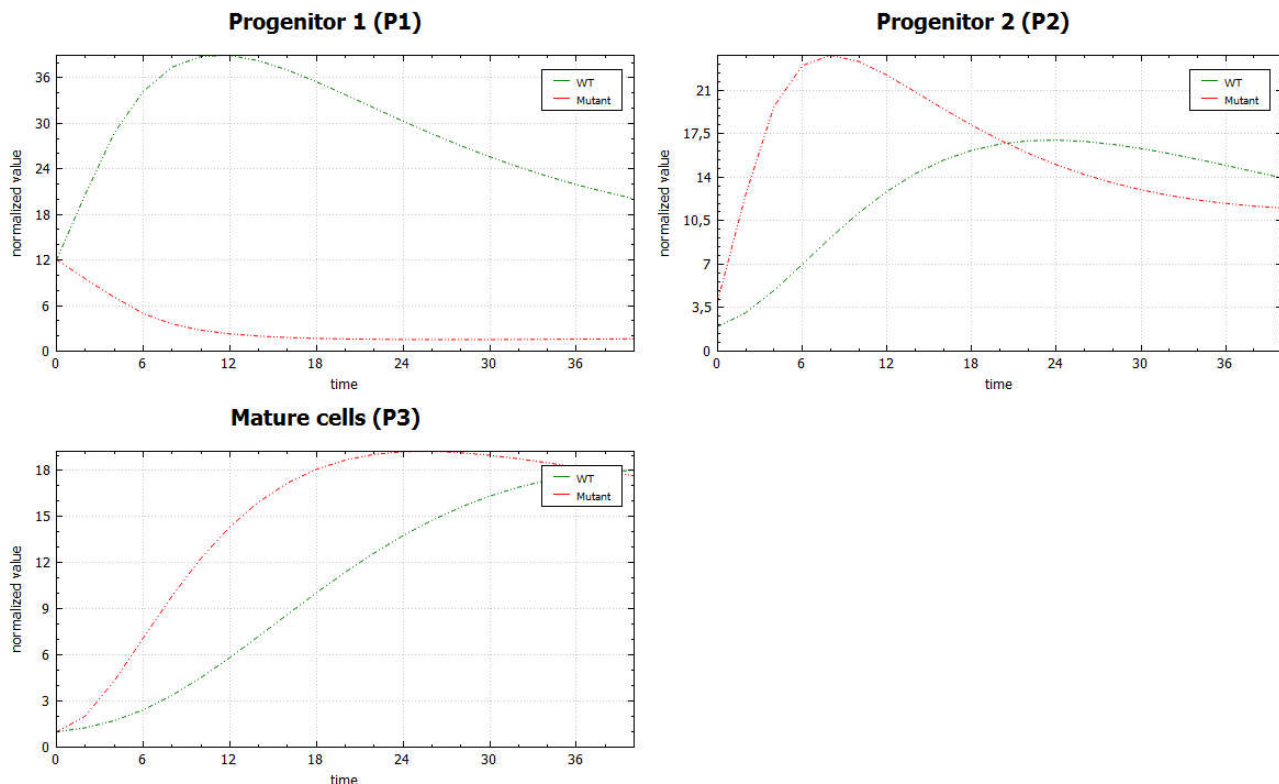 Progenitor 1 (P1)
normalized value
36
30
24
18
12
6
0
WT
Mutant
0 6 12 18 24 30 36
time
Progenitor 2 (P2)
normalized value
21
17,5
14
10,5
7
3,5
0
WT
Mutant
0 6 12 18 24 30 36
time
Mature cells (P3)
normalized value
18
15
12
9
6
3
0
WT
Mutant
0 6 12 18 24 30 36
time